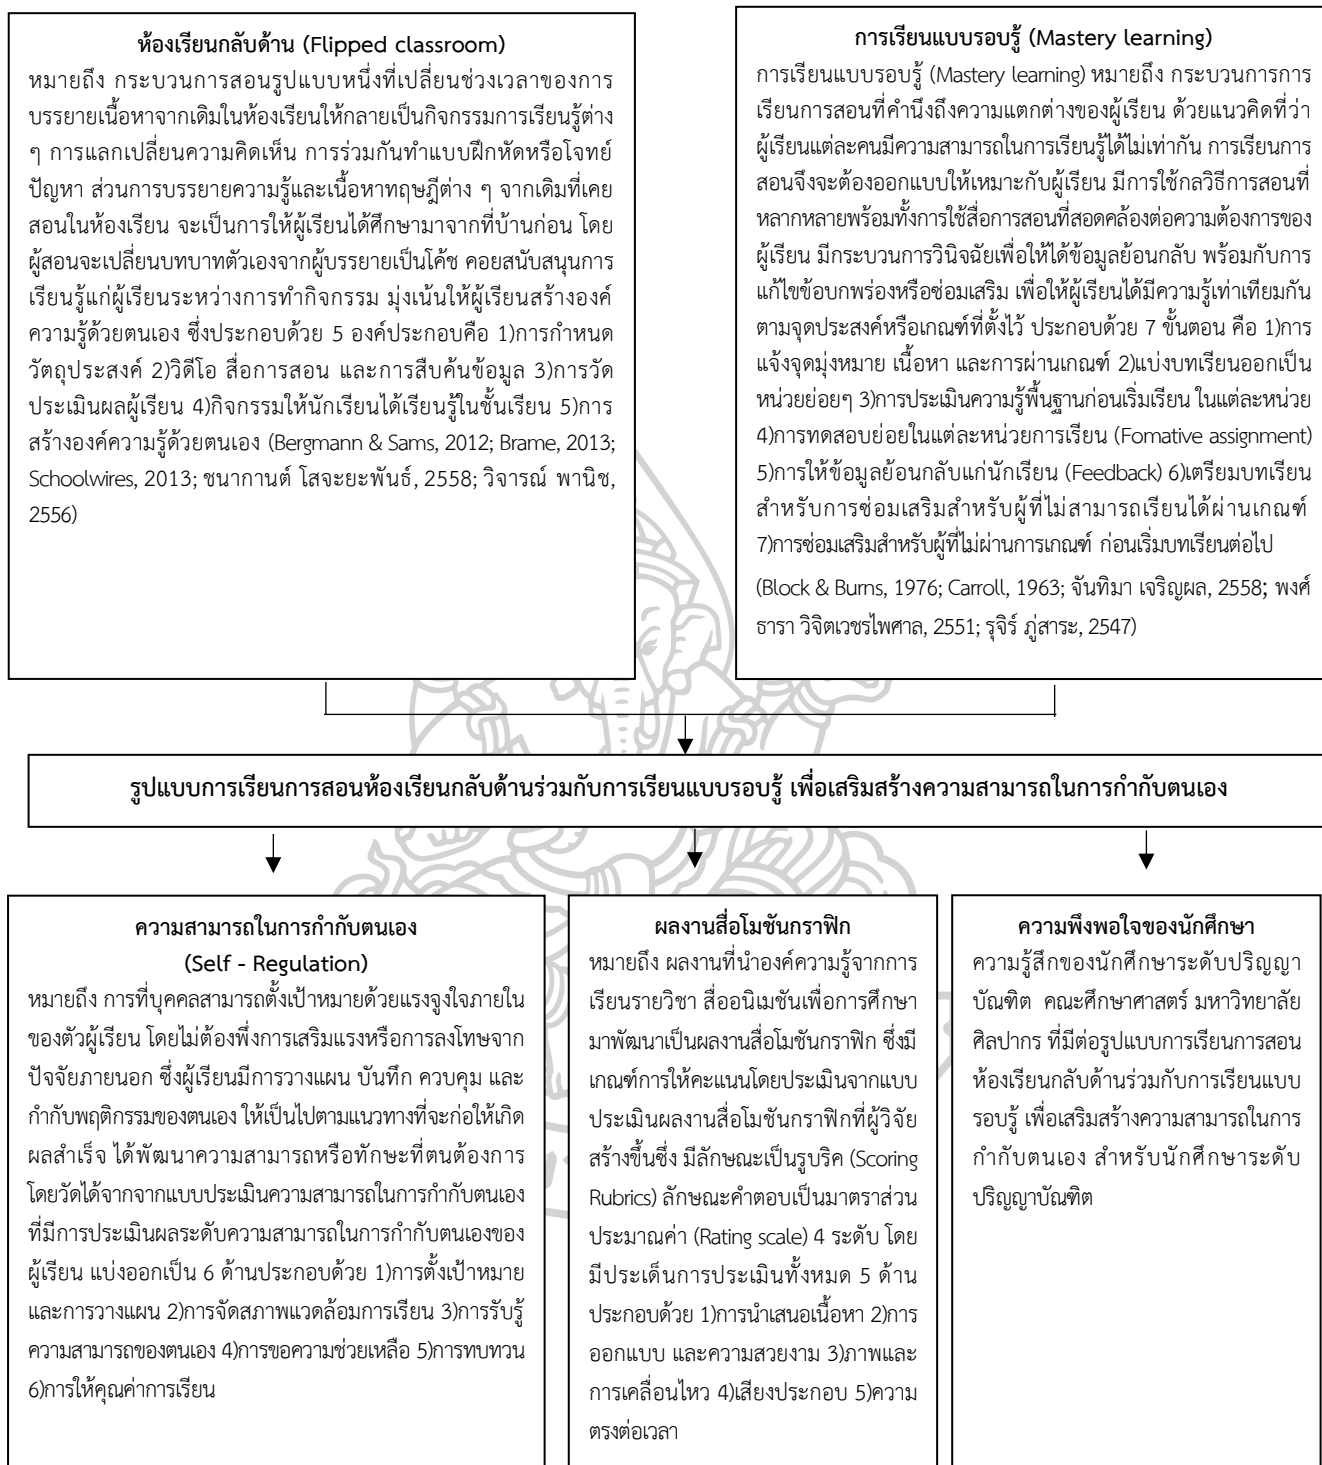 ห้องเรียนกลับด้าน (Flipped classroom)
หมายถึง กระบวนการสอนรูปแบบหนึ่งที่เปลี่ยนช่วงเวลาของการ
บรรยายเนื้อหาจากเดิมในห้องเรียนให้กลายเป็นกิจกรรมการเรียนรู้ต่าง
ๆ การแลกเปลี่ยนความคิดเห็น การร่วมกันทำแบบฝึกหัดหรือโจทย์
ปัญหา ส่วนการบรรยายความรู้และเนื้อหาทฤษฎีต่าง ๆ จากเดิมที่เคย
สอนในห้องเรียน จะเป็นการให้ผู้เรียนได้ศึกษามาจากที่บ้านก่อน โดย
ผู้สอนจะเปลี่ยนบทบาทตัวเองจากผู้บรรยายเป็นโค้ช คอยสนับสนุนการ
เรียนรู้แก่ผู้เรียนระหว่างการทำกิจกรรม มุ่งเน้นให้ผู้เรียนสร้างองค์
ความรู้ด้วยตนเอง ซึ่งประกอบด้วย 5 องค์ประกอบคือ 1)การกำหนด
วัตถุประสงค์ 2)วิดีโอ สื่อการสอน และการสืบค้นข้อมูล 3)การวัด
ประเมินผลผู้เรียน 4)กิจกรรมให้นักเรียนได้เรียนรู้ในชั้นเรียน 5)การ
สร้างองค์ความรู้ด้วยตนเอง (Bergmann & Sams, 2012; Brame, 2013;
Schoolwires, 2013; ชนากานต์ โสจะยะพันธ์, 2558; วิจารณ์ พานิช,
2556)
การเรียนแบบรอบรู้ (Mastery learning)
การเรียนแบบรอบรู้ (Mastery learning) หมายถึง กระบวนการการ
เรียนการสอนที่คำนึงถึงความแตกต่างของผู้เรียน ด้วยแนวคิดที่ว่า
ผู้เรียนแต่ละคนมีความสามารถในการเรียนรู้ได้ไม่เท่ากัน การเรียนการ
สอนจึงจะต้องออกแบบให้เหมาะกับผู้เรียน มีการใช้กลวิธีการสอนที่
หลากหลายพร้อมทั้งการใช้สื่อการสอนที่สอดคล้องต่อความต้องการของ
ผู้เรียน มีกระบวนการวินิจฉัยเพื่อให้ได้ข้อมูลย้อนกลับ พร้อมกับการ
แก้ไขข้อบกพร่องหรือซ่อมเสริม เพื่อให้ผู้เรียนได้มีความรู้เท่าเทียมกัน
ตามจุดประสงค์หรือเกณฑ์ที่ตั้งไว้ ประกอบด้วย 7 ขั้นตอน คือ 1)การ
แจ้งจุดมุ่งหมาย เนื้อหา และการผ่านเกณฑ์ 2)แบ่งบทเรียนออกเป็น
หน่วยย่อยๆ 3)การประเมินความรู้พื้นฐานก่อนเริ่มเรียน ในแต่ละหน่วย
4)การทดสอบย่อยในแต่ละหน่วยการเรียน (Fomative assignment)
5)การให้ข้อมูลย้อนกลับแก่นักเรียน (Feedback) 6)เตรียมบทเรียน
สำหรับการซ่อมเสริมสำหรับผู้ที่ไม่สามารถเรียนได้ผ่านเกณฑ์
7)การซ่อมเสริมสำหรับผู้ที่ไม่ผ่านการเกณฑ์ ก่อนเริ่มบทเรียนต่อไป
(Block & Burns, 1976; Carroll, 1963; จันทิมา เจริญผล, 2558; พงศ์
ธารา วิจิตเวชรไพศาล, 2551; รุจิร์ ภู่สาระ, 2547)
รูปแบบการเรียนการสอนห้องเรียนกลับด้านร่วมกับการเรียนแบบรอบรู้ เพื่อเสริมสร้างความสามารถในการกำกับตนเอง
ความสามารถในการกำกับตนเอง
(Self - Regulation)
หมายถึง การที่บุคคลสามารถตั้งเป้าหมายด้วยแรงจูงใจภายใน
ของตัวผู้เรียน โดยไม่ต้องพึ่งการเสริมแรงหรือการลงโทษจาก
ปัจจัยภายนอก ซึ่งผู้เรียนมีการวางแผน บันทึก ควบคุม และ
กำกับพฤติกรรมของตนเอง ให้เป็นไปตามแนวทางที่จะก่อให้เกิด
ผลสำเร็จ ได้พัฒนาความสามารถหรือทักษะที่ตนต้องการ
โดยวัดได้จากจากแบบประเมินความสามารถในการกำกับตนเอง
ที่มีการประเมินผลระดับความสามารถในการกำกับตนเองของ
ผู้เรียน แบ่งออกเป็น 6 ด้านประกอบด้วย 1)การตั้งเป้าหมาย
และการวางแผน 2)การจัดสภาพแวดล้อมการเรียน 3)การรับรู้
ความสามารถของตนเอง 4)การขอความช่วยเหลือ 5)การทบทวน
6)การให้คุณค่าการเรียน
ผลงานสื่อโมชันกราฟิก
หมายถึง ผลงานที่นำองค์ความรู้จากการ
เรียนรายวิชา สื่ออนิเมชันเพื่อการศึกษา
มาพัฒนาเป็นผลงานสื่อโมชันกราฟิก ซึ่งมี
เกณฑ์การให้คะแนนโดยประเมินจากแบบ
ประเมินผลงานสื่อโมชันกราฟิกที่ผู้วิจัย
สร้างขึ้นซึ่ง มีลักษณะเป็นรูบริค (Scoring
Rubrics) ลักษณะคำตอบเป็นมาตราส่วน
ประมาณค่า (Rating scale) 4 ระดับ โดย
มีประเด็นการประเมินทั้งหมด 5 ด้าน
ประกอบด้วย 1)การนำเสนอเนื้อหา 2)การ
ออกแบบ และความสวยงาม 3)ภาพและ
การเคลื่อนไหว 4)เสียงประกอบ 5)ความ
ตรงต่อเวลา
ความพึงพอใจของนักศึกษา
ความรู้สึกของนักศึกษาระดับปริญญา
บัณฑิต คณะศึกษาศาสตร์ มหาวิทยาลัย
ศิลปากร ที่มีต่อรูปแบบการเรียนการสอน
ห้องเรียนกลับด้านร่วมกับการเรียนแบบ
รอบรู้ เพื่อเสริมสร้างความสามารถในการ
กำกับตนเอง สำหรับนักศึกษาระดับ
ปริญญาบัณฑิต